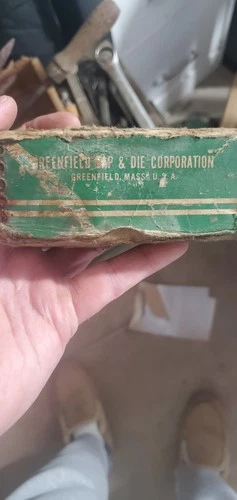 GREENFIELD TAP & DIE CORPORATION
GREENFIELD, MASS. U. S. A.